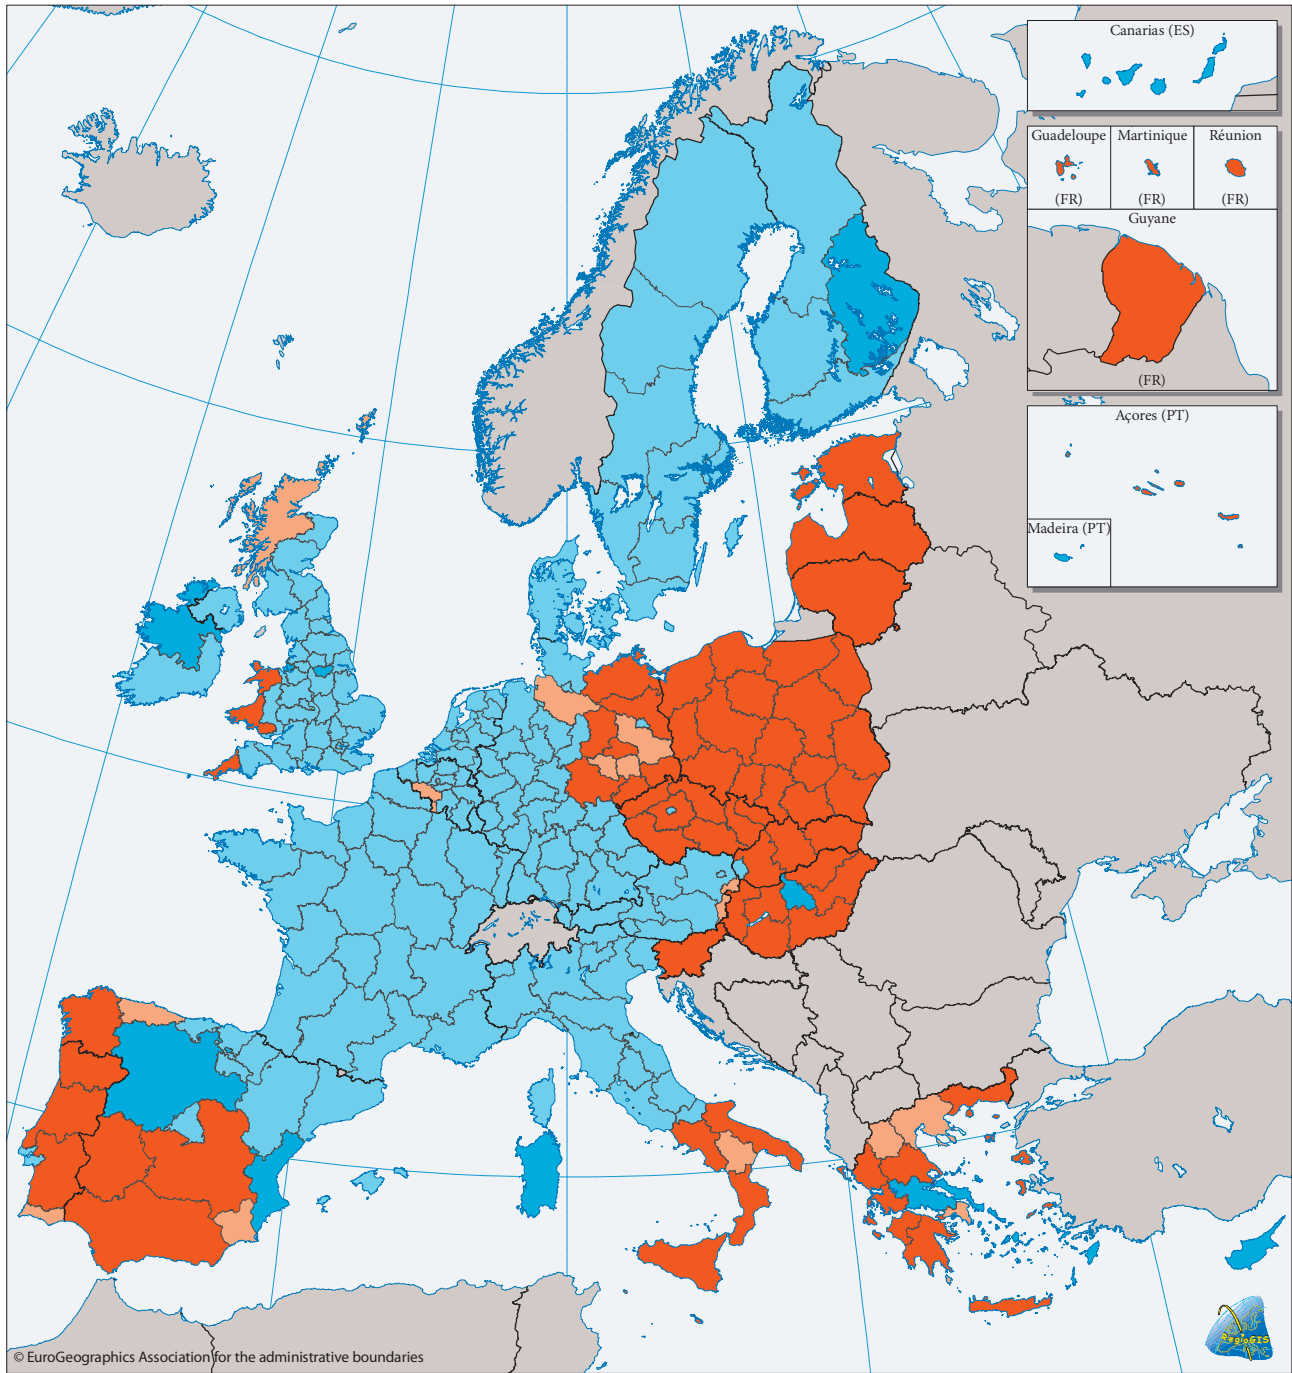 Canarias (ES)
Guadeloupe
Martinique
Réunion
(FR)
(FR)
(FR)
Guyane
(FR)
Açores (PT)
Madeira (PT)
RegioGIS
© EuroGeographics Association for the administrative boundaries